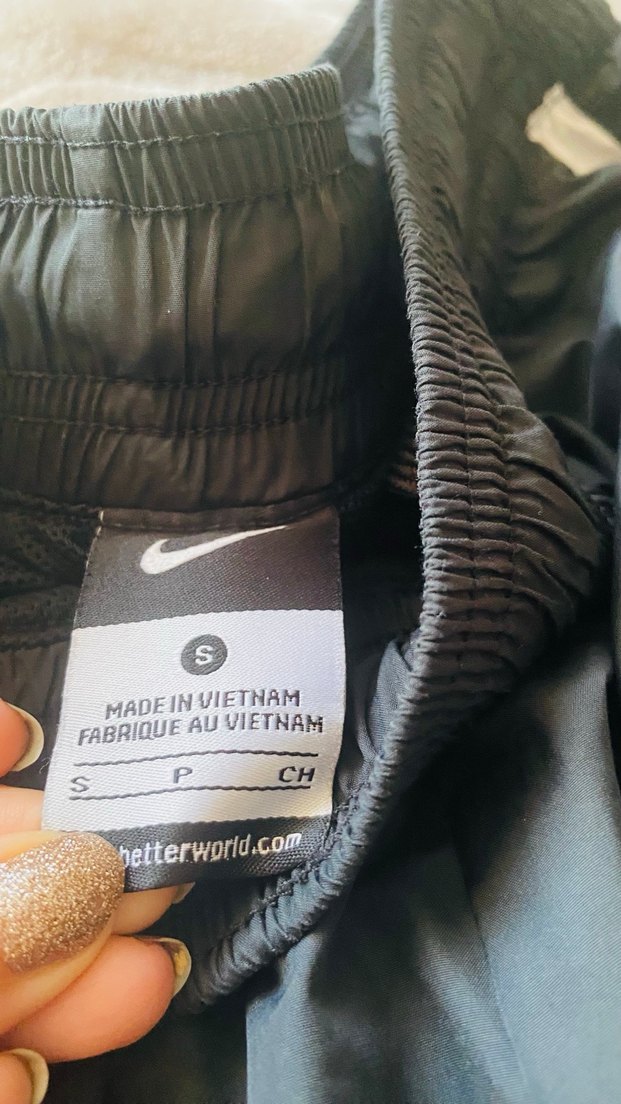 S
MADE IN VIETNAM
FABRIQUE AU VIETNAM
S P CH
betterworld.com